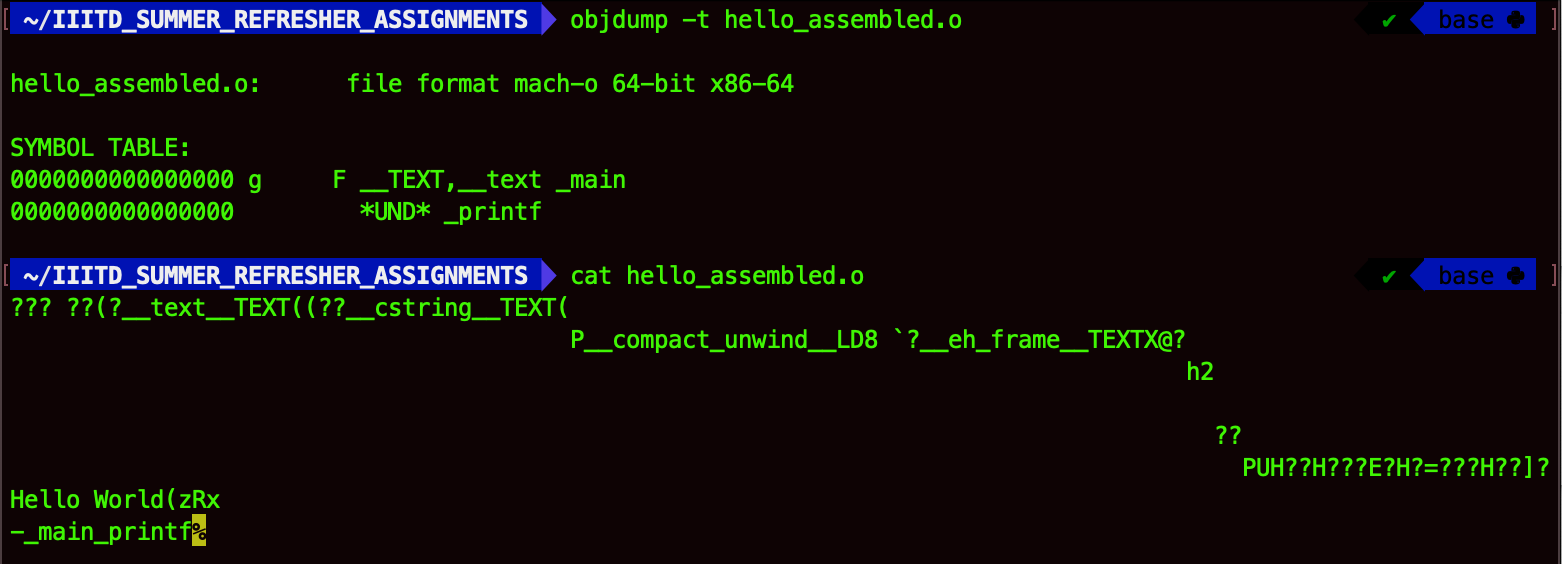 [ ~/IIITD_SUMMER_REFRESHER_ASSIGNMENTS objdump -t hello_assembled.o ✔ base ]
hello_assembled.o: file format mach-o 64-bit x86-64
SYMBOL TABLE:
0000000000000000 g F __TEXT,__text _main
0000000000000000 *UND* _printf
[ ~/IIITD_SUMMER_REFRESHER_ASSIGNMENTS cat hello_assembled.o ✔ base ]
??? ??(?__text__TEXT((??__cstring__TEXT(
P__compact_unwind__LD8 `?__eh_frame__TEXTX@?
h2
??
PUH??H???E?H?=???H??]?
Hello World(zRx
-_main_printf%